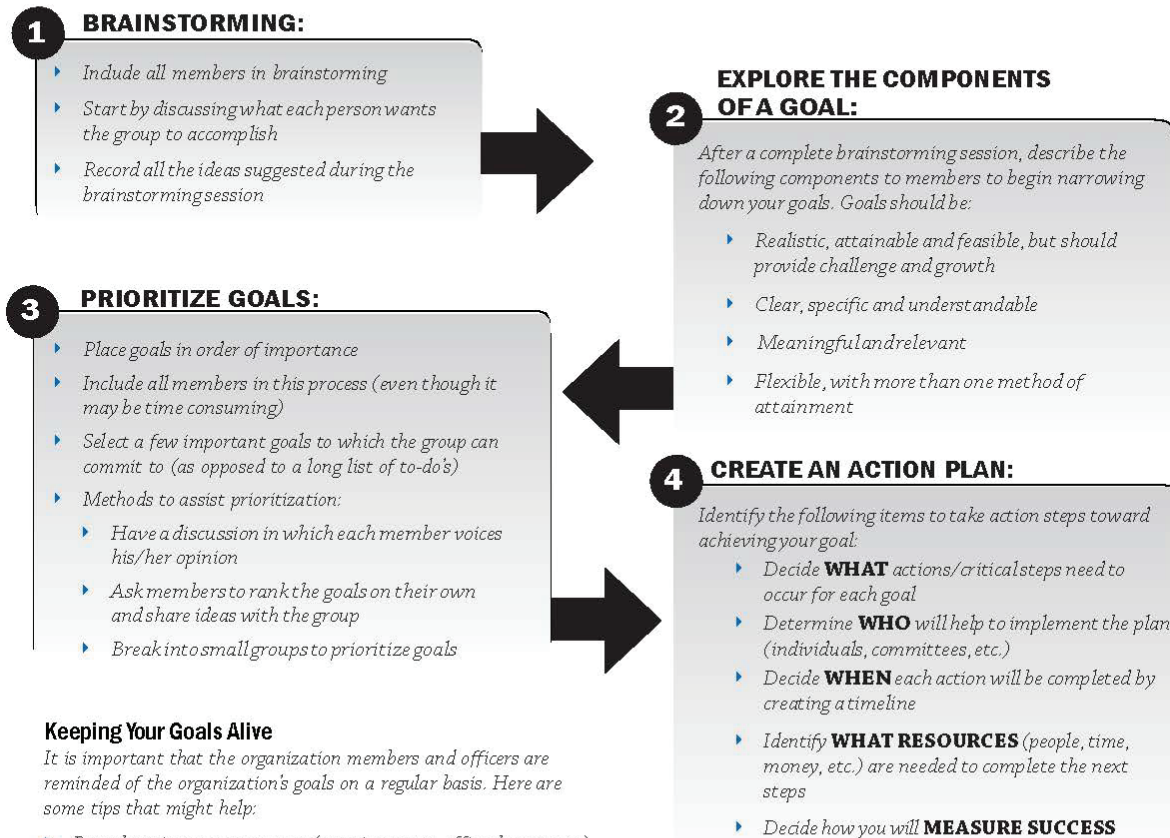 1
BRAINSTORMING:
Include all members in brainstorming
Start by discussing what each person wants
the group to accomplish
Record all the ideas suggested during the
brainstorming session
2
EXPLORE THE COMPONENTS
OF A GOAL:
After a complete brainstorming session, describe the
following components to members to begin narrowing
down your goals. Goals should be:
Realistic, attainable and feasible, but should
provide challenge and growth
Clear, specific and understandable
Meaningful and relevant
Flexible, with more than one method of
attainment
3
PRIORITIZE GOALS:
Place goals in order of importance
Include all members in this process (even though it
may be time consuming)
Select a few important goals to which the group can
commit to (as opposed to a long list of to-do's)
Methods to assist prioritization:
Have a discussion in which each member voices
his/her opinion
Ask members to rank the goals on their own
and share ideas with the group
Break into small groups to prioritize goals
4
CREATE AN ACTION PLAN:
Identify the following items to take action steps toward
achieving your goal:
Decide WHAT actions/critical steps need to
occur for each goal
Determine WHO will help to implement the plan
(individuals, committees, etc.)
Decide WHEN each action will be completed by
creating a timeline
Identify WHAT RESOURCES (people, time,
money, etc.) are needed to complete the next
steps
Decide how you will MEASURE SUCCESS
Keeping Your Goals Alive
It is important that the organization members and officers are
reminded of the organization's goals on a regular basis. Here are
some tips that might help: